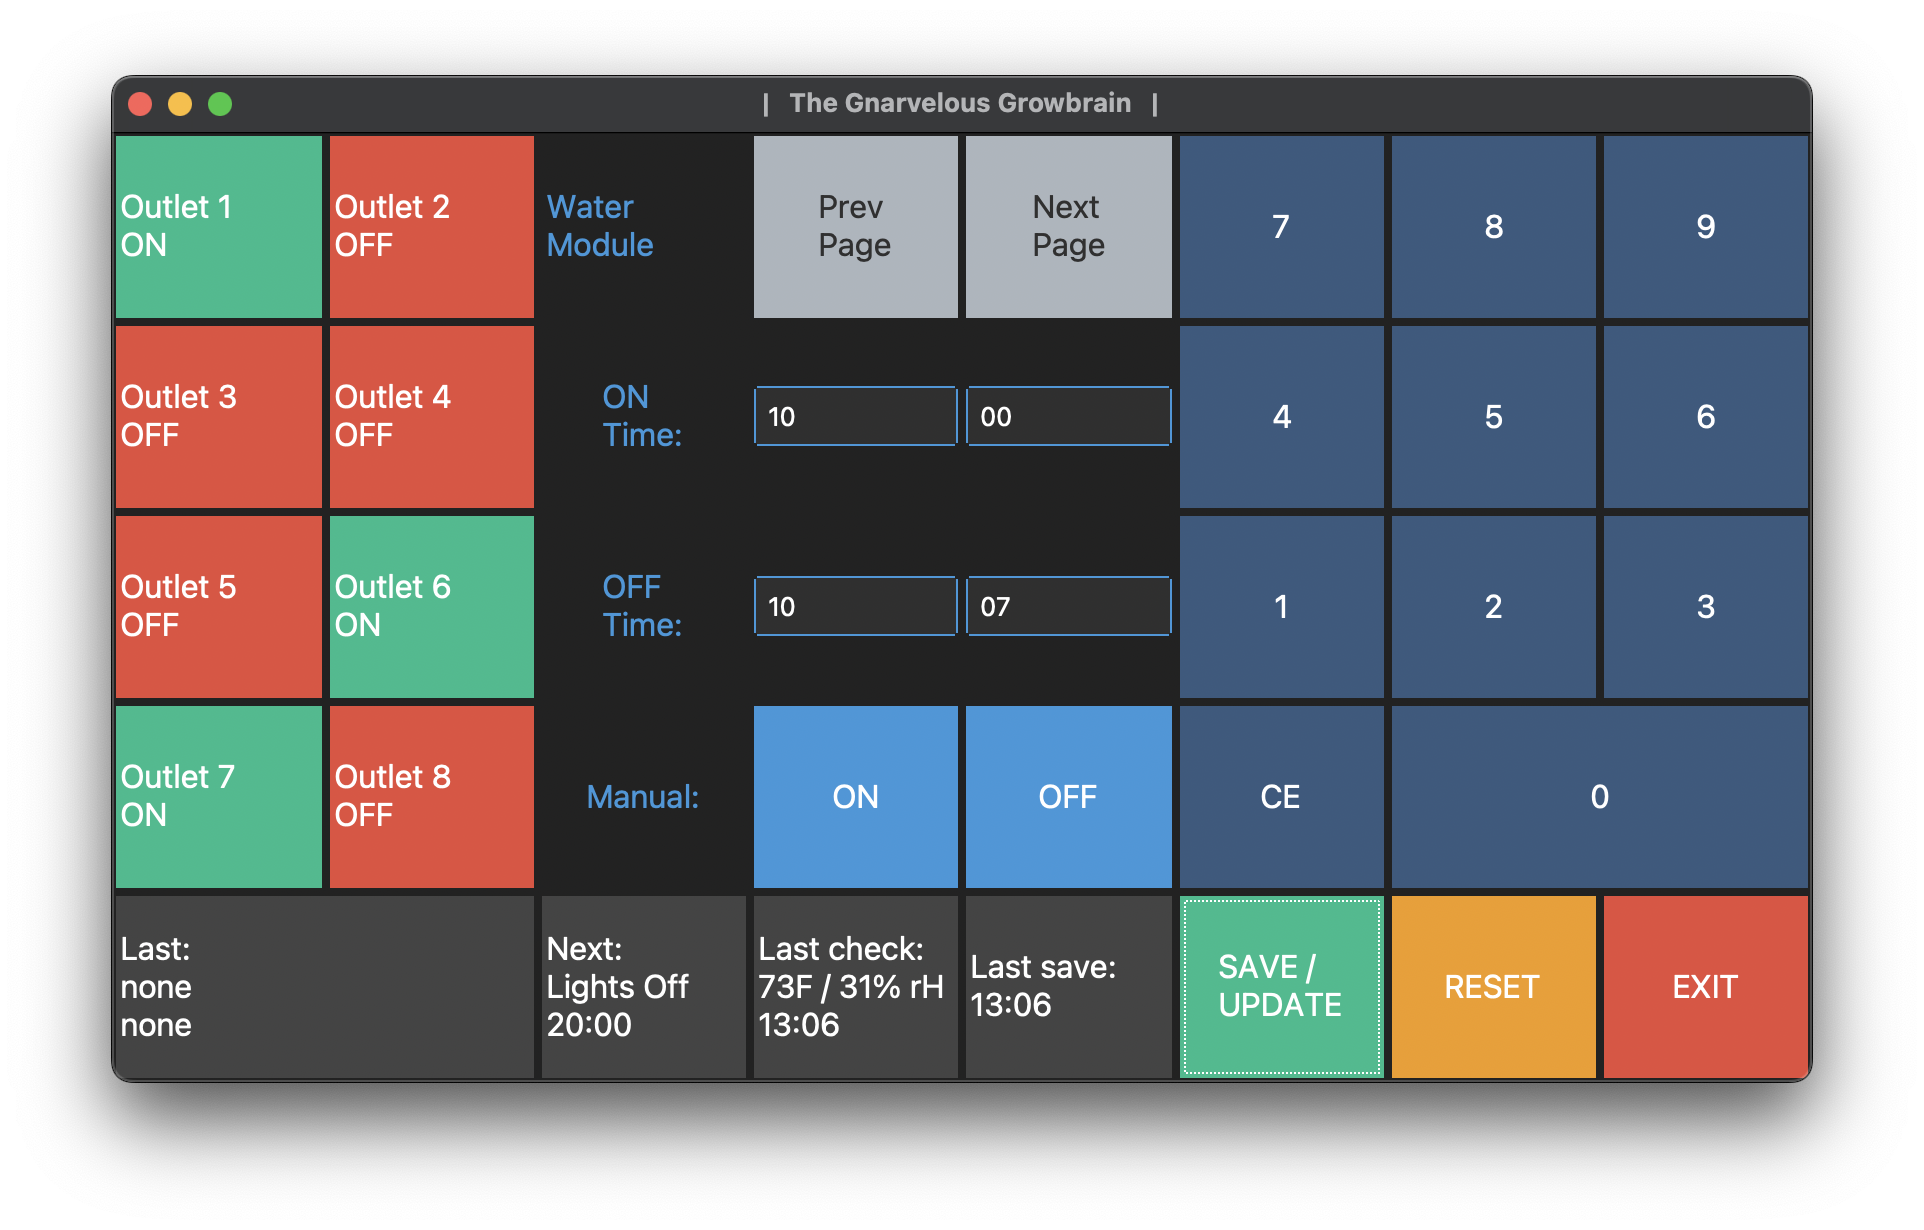 | The Gnarvelous Growbrain |
Outlet 1
ON
Outlet 2
OFF
Water
Module
Prev
Page
Next
Page
7
8
9
Outlet 3
OFF
Outlet 4
OFF
ON
Time:
10
00
4
5
6
Outlet 5
OFF
Outlet 6
ON
OFF
Time:
10
07
1
2
3
Outlet 7
ON
Outlet 8
OFF
Manual:
ON
OFF
CE
0
Last:
none
none
Next:
Lights Off
20:00
Last check:
73F / 31% rH
13:06
Last save:
13:06
SAVE /
UPDATE
RESET
EXIT